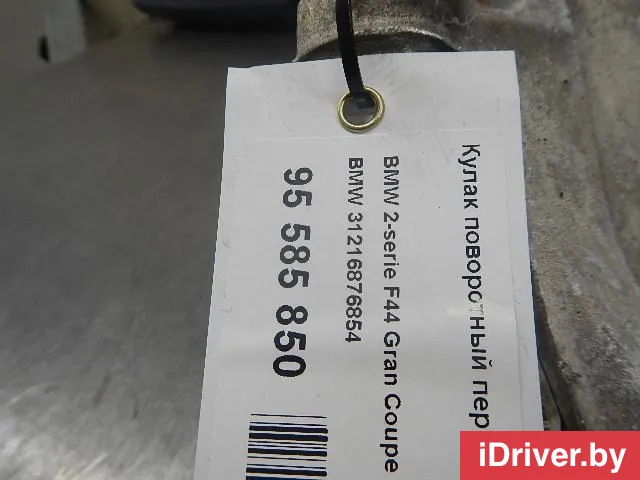 Кулак поворотный пер
BMW 2-serie F44 Gran Coupe
BMW 31216876854
95 585 850
iDriver.by